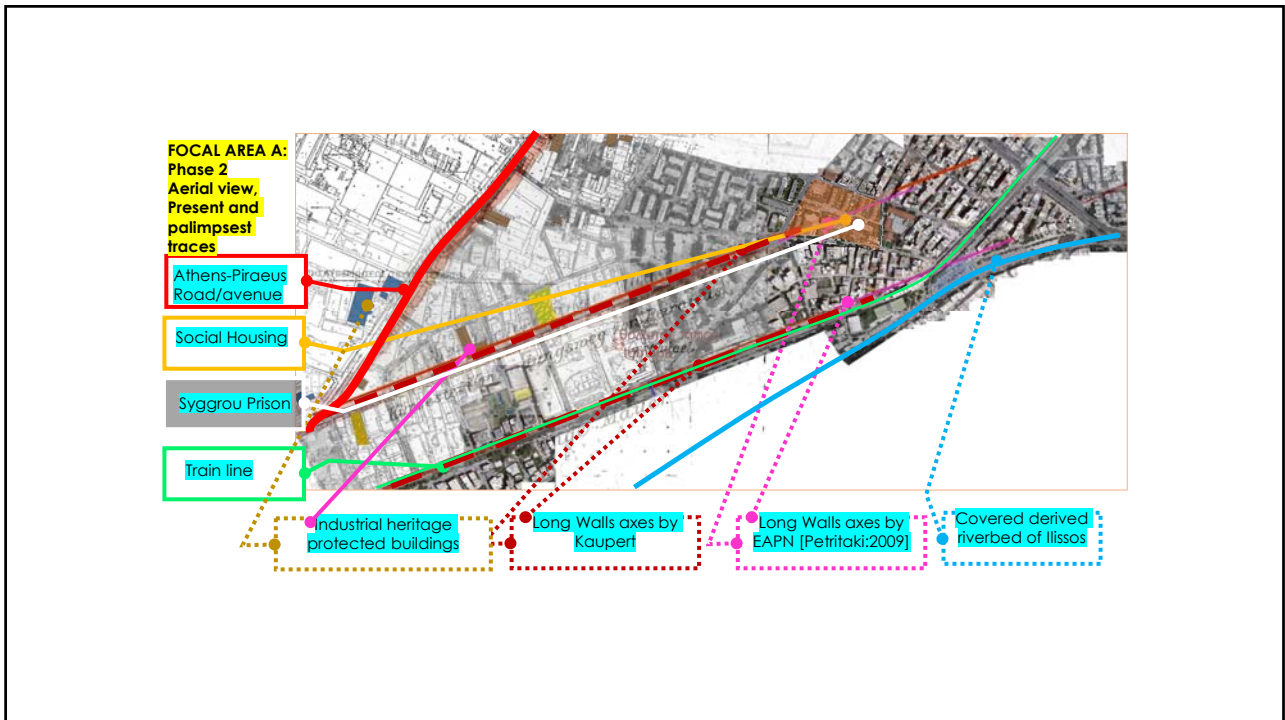 FOCAL AREA A:
Phase 2
Aerial view,
Present and
palimpsest
traces
Athens-Piraeus
Road/avenue
Social Housing
Syggrou Prison
Train line
Industrial heritage
protected buildings
Long Walls axes by
Kaupert
Long Walls axes by
EAPN [Petritaki:2009]
Covered derived
riverbed of Ilissos